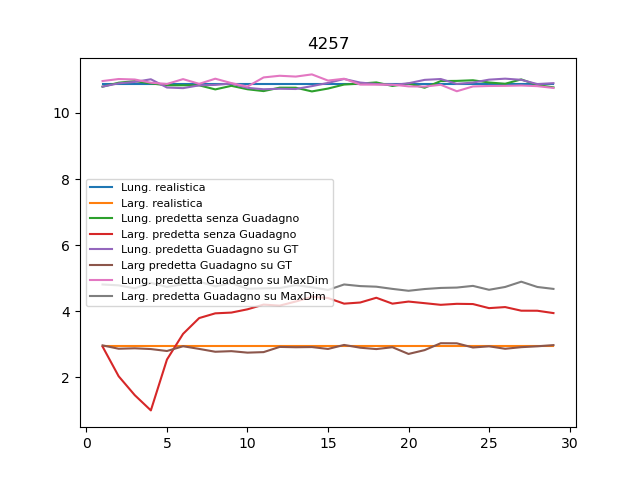 4257
10
8
6
4
2
Lung. realistica
Larg. realistica
Lung. predetta senza Guadagno
Larg. predetta senza Guadagno
Lung. predetta Guadagno su GT
Larg predetta Guadagno su GT
Lung. predetta Guadagno su MaxDim
Larg. predetta Guadagno su MaxDim
0 5 10 15 20 25 30